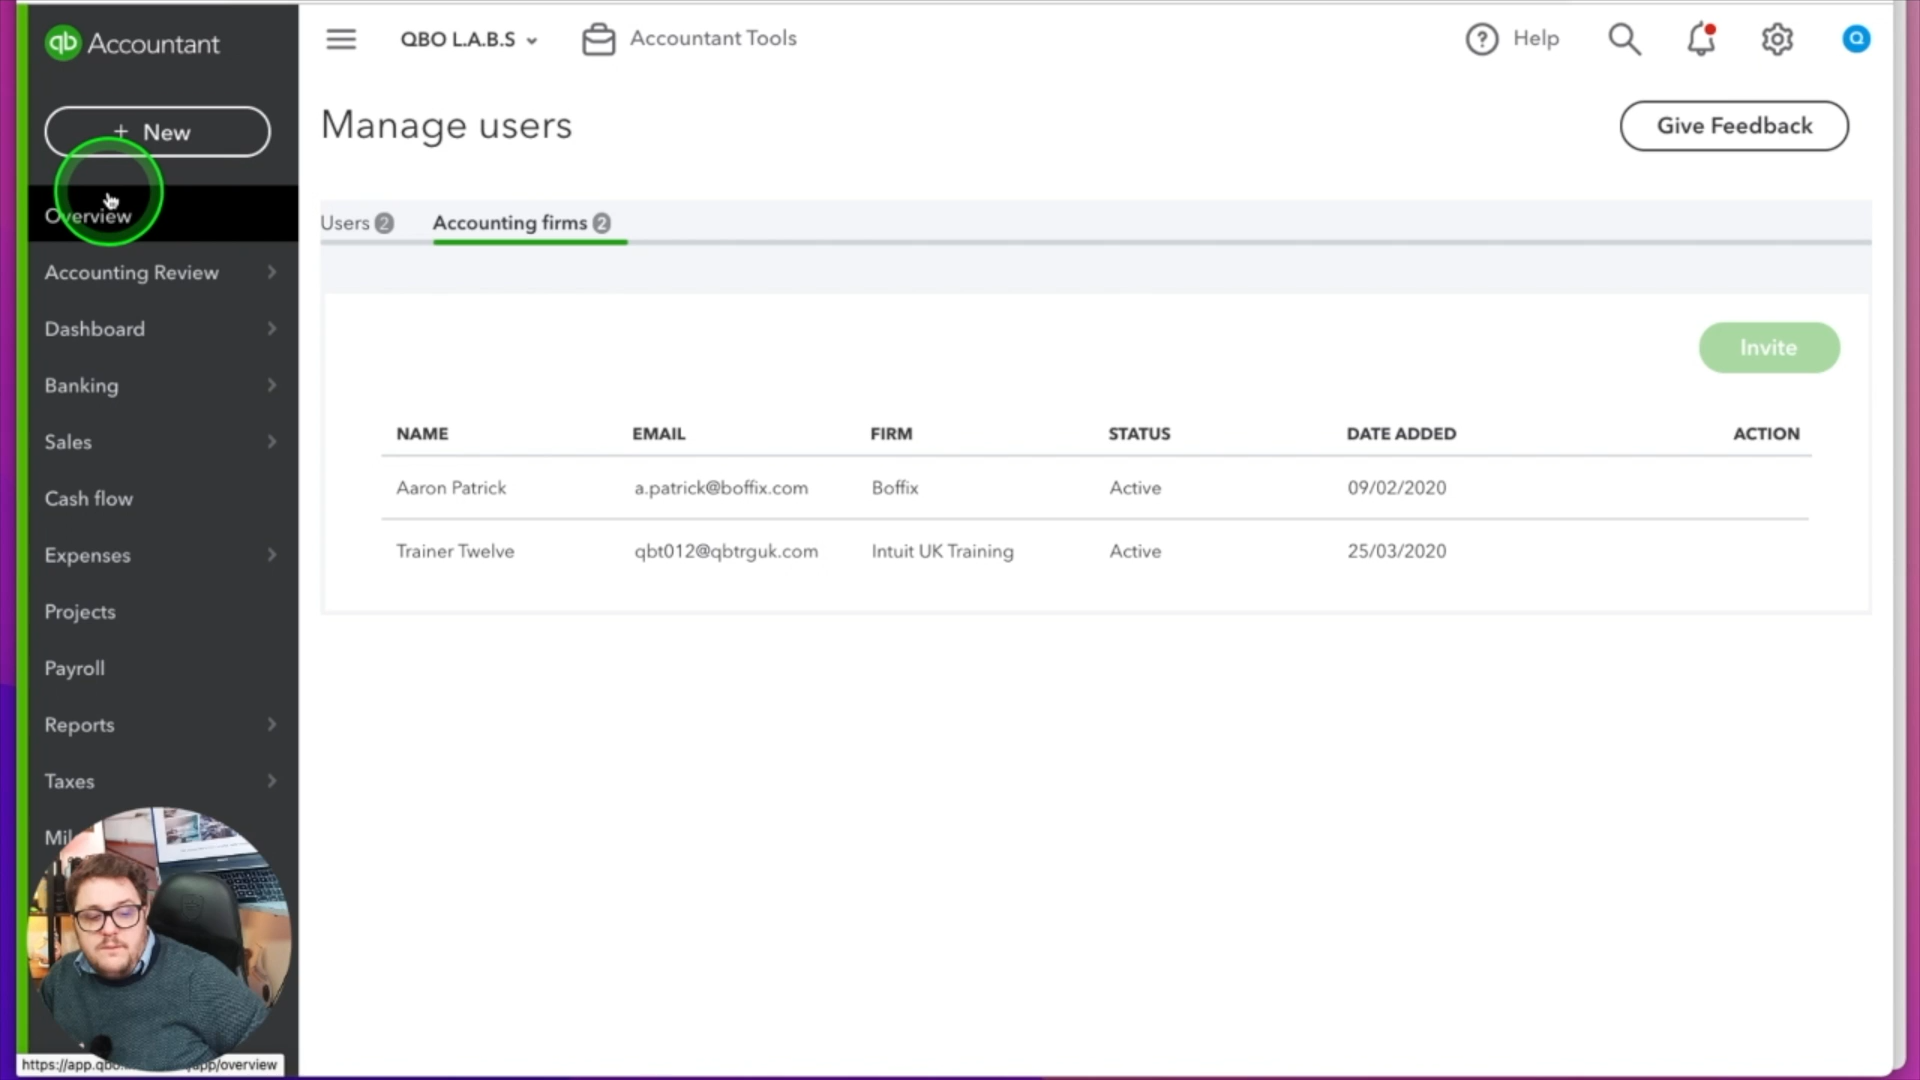 qb Accountant
+ New
Overview
Accounting Review
Dashboard
Banking
Sales
Cash flow
Expenses
Projects
Payroll
Reports
Taxes
QBO L.A.B.S
Accountant Tools
Help
Q
Manage users
Give Feedback
Users 2
Accounting firms 2
Invite
NAME EMAIL FIRM STATUS DATE ADDED ACTION
Aaron Patrick a.patrick@boffix.com Boffix Active 09/02/2020
Trainer Twelve qbt012@qbtrguk.com Intuit UK Training Active 25/03/2020